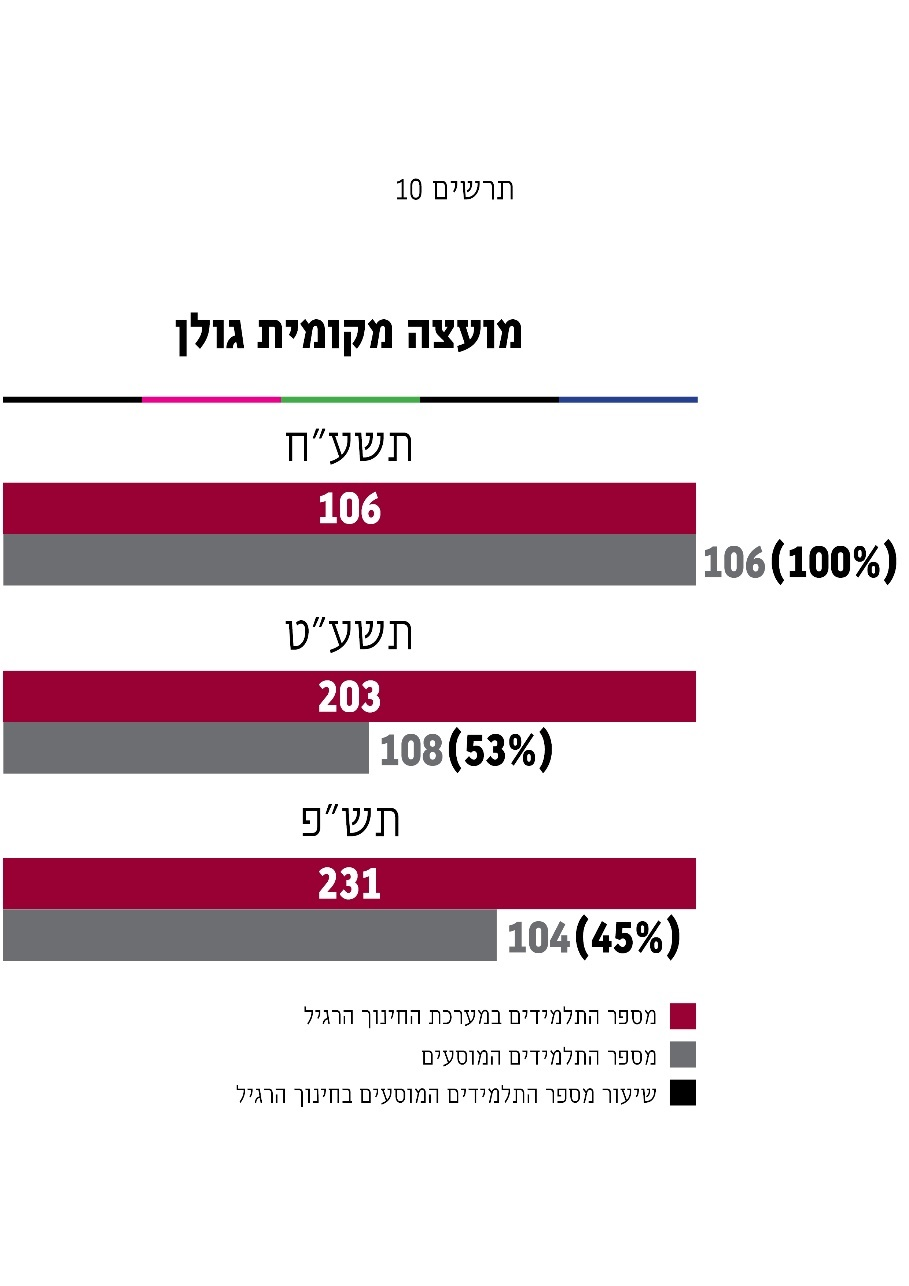 תרשים 10
מועצה מקומית גולן
תשע״ח
106
106 (100%)
תשע״ט
203
108 (53%)
תש״פ
231
104 (45%)
מספר התלמידים במערכת החינוך הרגיל
מספר התלמידים המוסעים
שיעור מספר התלמידים המוסעים בחינוך הרגיל